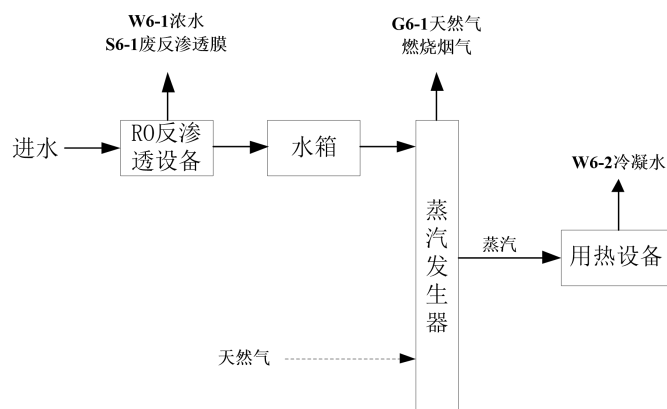 W6-1浓水
S6-1废反渗透膜
G6-1天然气
燃烧烟气
进水
RO反渗
透设备
水箱
W6-2冷凝水
蒸汽发生器
蒸汽
用热设备
天然气